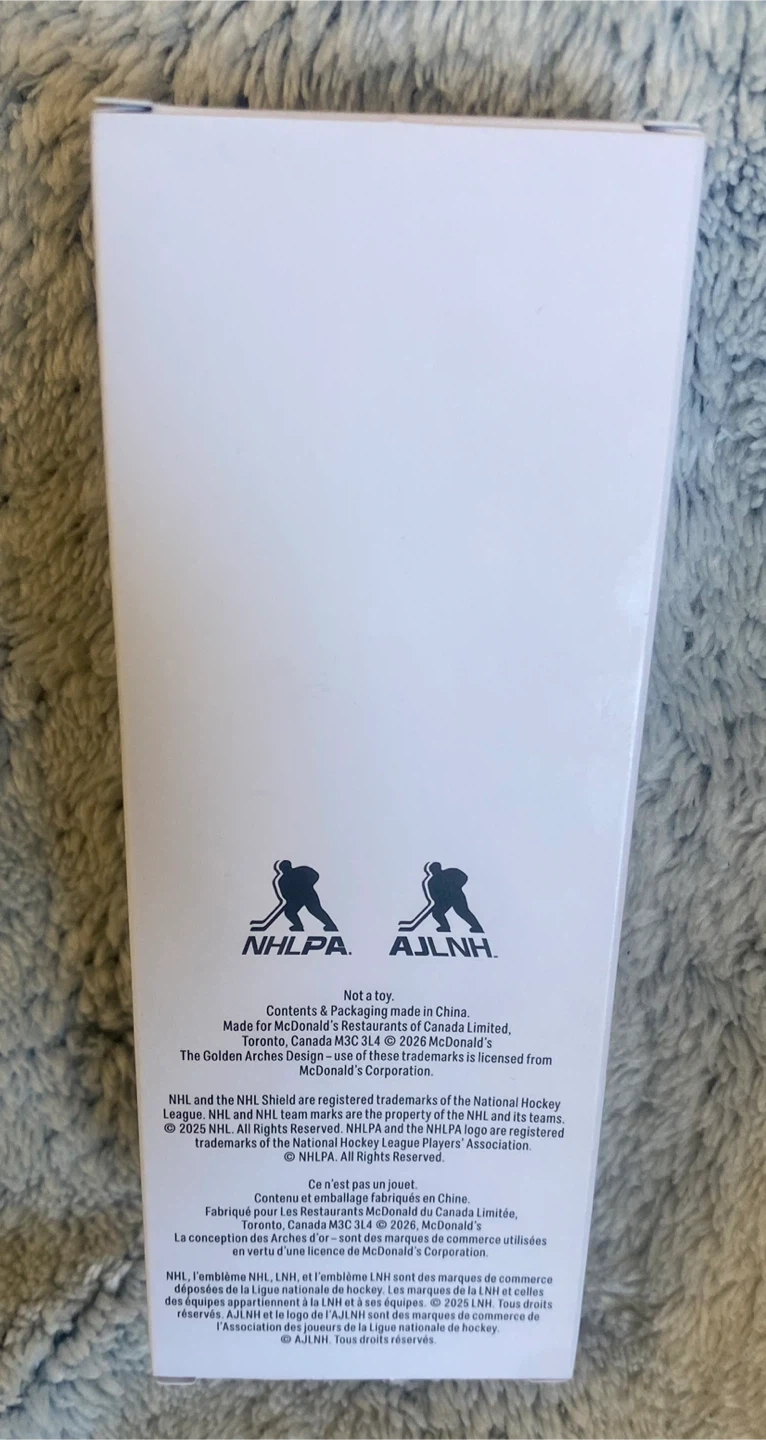 NHLPA. AJLNH™
Not a toy.
Contents & Packaging made in China.
Made for McDonald's Restaurants of Canada Limited,
Toronto, Canada M3C 3L4 © 2026 McDonald's
The Golden Arches Design – use of these trademarks is licensed from
McDonald's Corporation.
NHL and the NHL Shield are registered trademarks of the National Hockey
League. NHL and NHL team marks are the property of the NHL and its teams.
© 2025 NHL. All Rights Reserved. NHLPA and the NHLPA logo are registered
trademarks of the National Hockey League Players' Association.
© NHLPA. All Rights Reserved.
Ce n'est pas un jouet.
Contenu et emballage fabriqués en Chine.
Fabriqué pour Les Restaurants McDonald du Canada Limitée,
Toronto, Canada M3C 3L4 © 2026, McDonald's
La conception des Arches d'or – sont des marques de commerce utilisées
en vertu d'une licence de McDonald's Corporation.
NHL, l'emblème NHL, LNH, et l'emblème LNH sont des marques de commerce
déposées de la Ligue nationale de hockey. Les marques de la LNH et celles
des équipes appartiennent à la LNH et à ses équipes. © 2025 LNH. Tous droits
réservés. AJLNH et le logo de l'AJLNH sont des marques de commerce de
l'Association des joueurs de la Ligue nationale de hockey.
© AJLNH. Tous droits réservés.